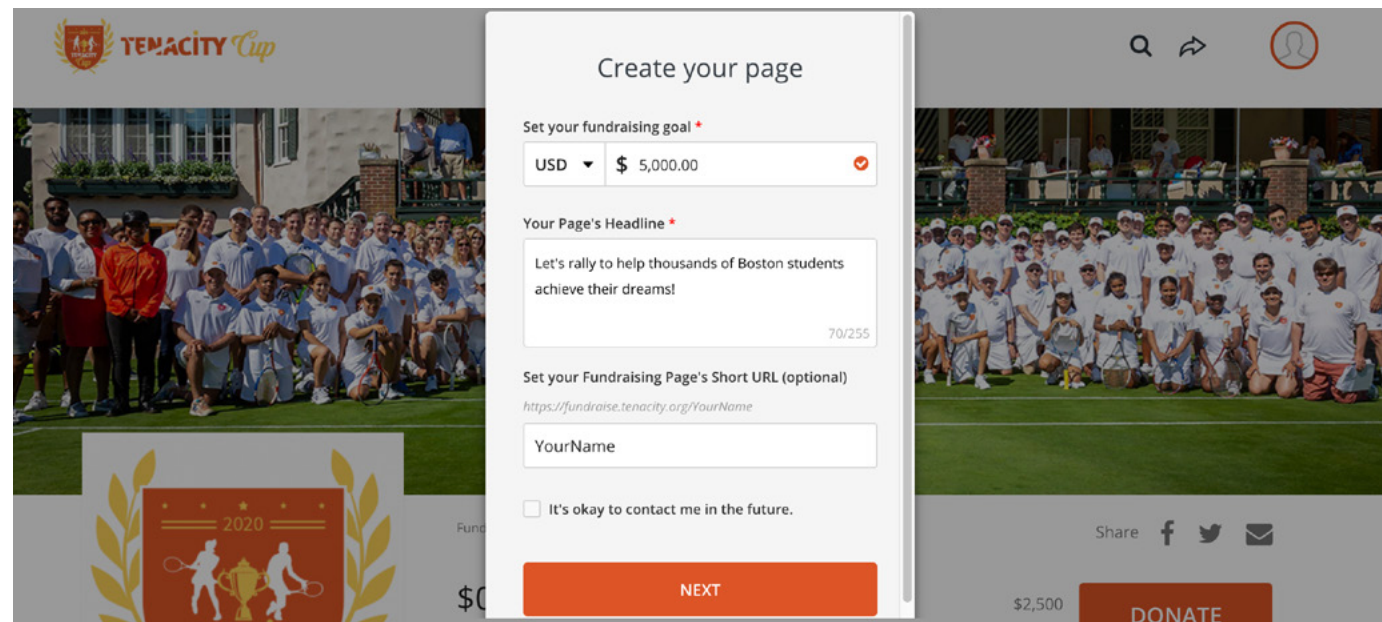 TENACITY Cup
Create your page
Set your fundraising goal *
USD $ 5,000.00
Your Page's Headline *
Let's rally to help thousands of Boston students
achieve their dreams!
70/255
Set your Fundraising Page's Short URL (optional)
https://fundraise.tenacity.org/YourName
YourName
It's okay to contact me in the future.
NEXT
2020
Share
$2,500
DONATE